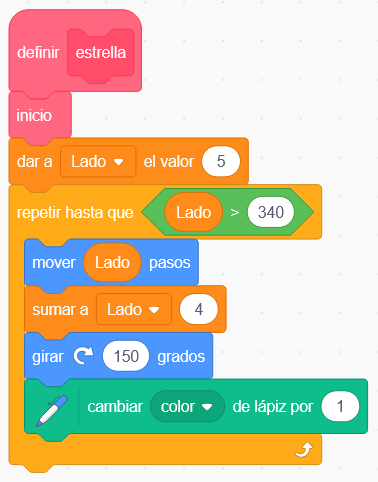 definir estrella
inicio
dar a Lado el valor 5
repetir hasta que Lado > 340
mover Lado pasos
sumar a Lado 4
girar 150 grados
cambiar color de lápiz por 1